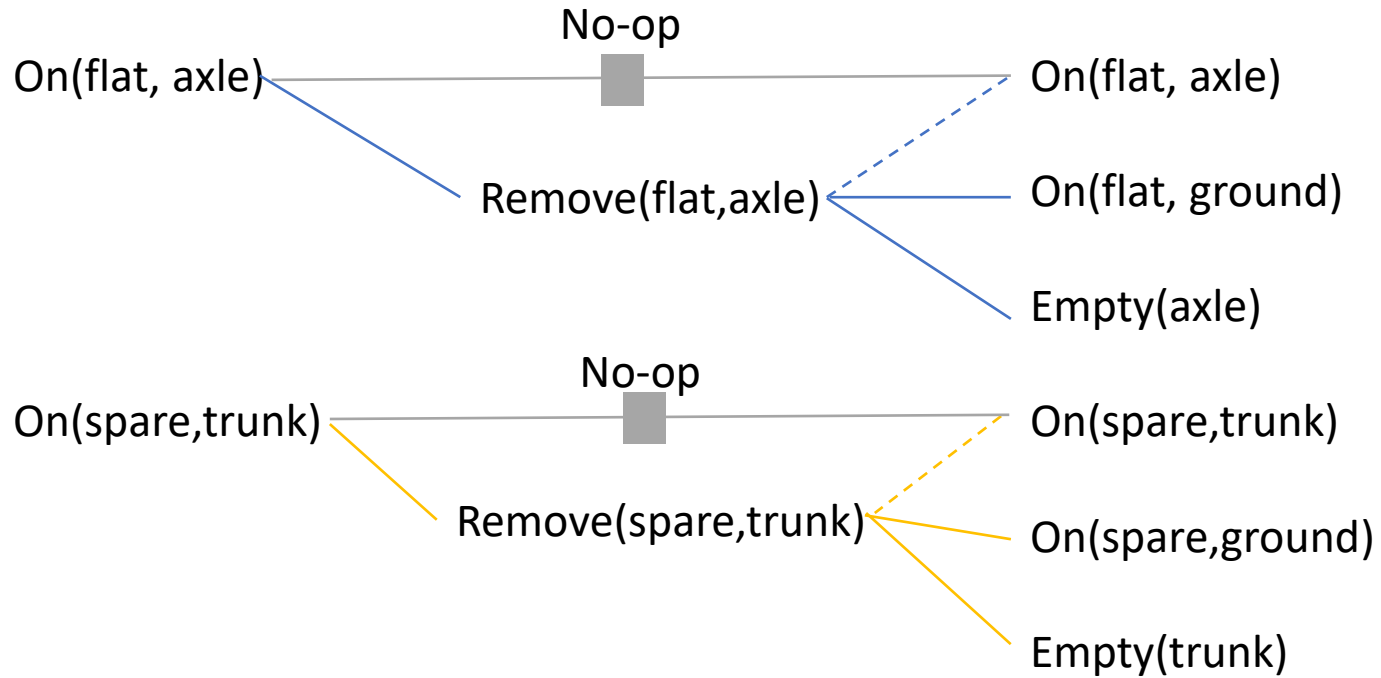 No-op
On(flat, axle)
On(flat, axle)
Remove(flat,axle)
On(flat, ground)
Empty(axle)
No-op
On(spare,trunk)
On(spare,trunk)
Remove(spare,trunk)
On(spare,ground)
Empty(trunk)